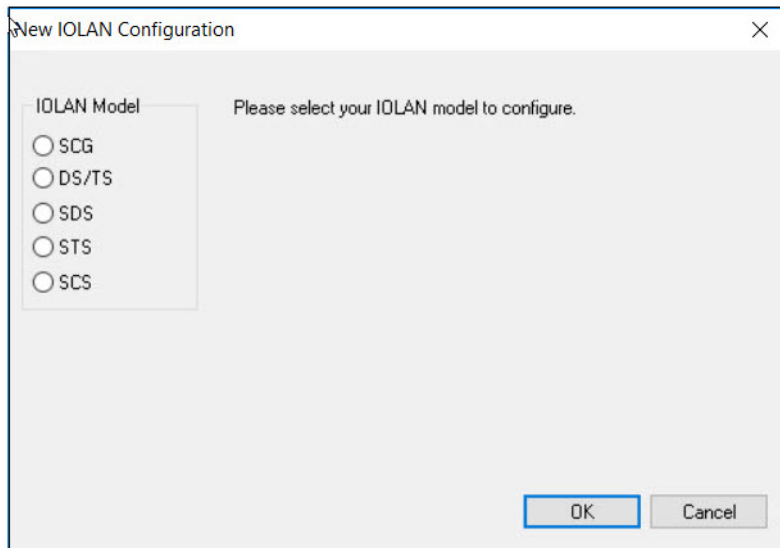 New IOLAN Configuration
IOLAN Model
Please select your IOLAN model to configure.
SCG
DS/TS
SDS
STS
SCS
OK
Cancel